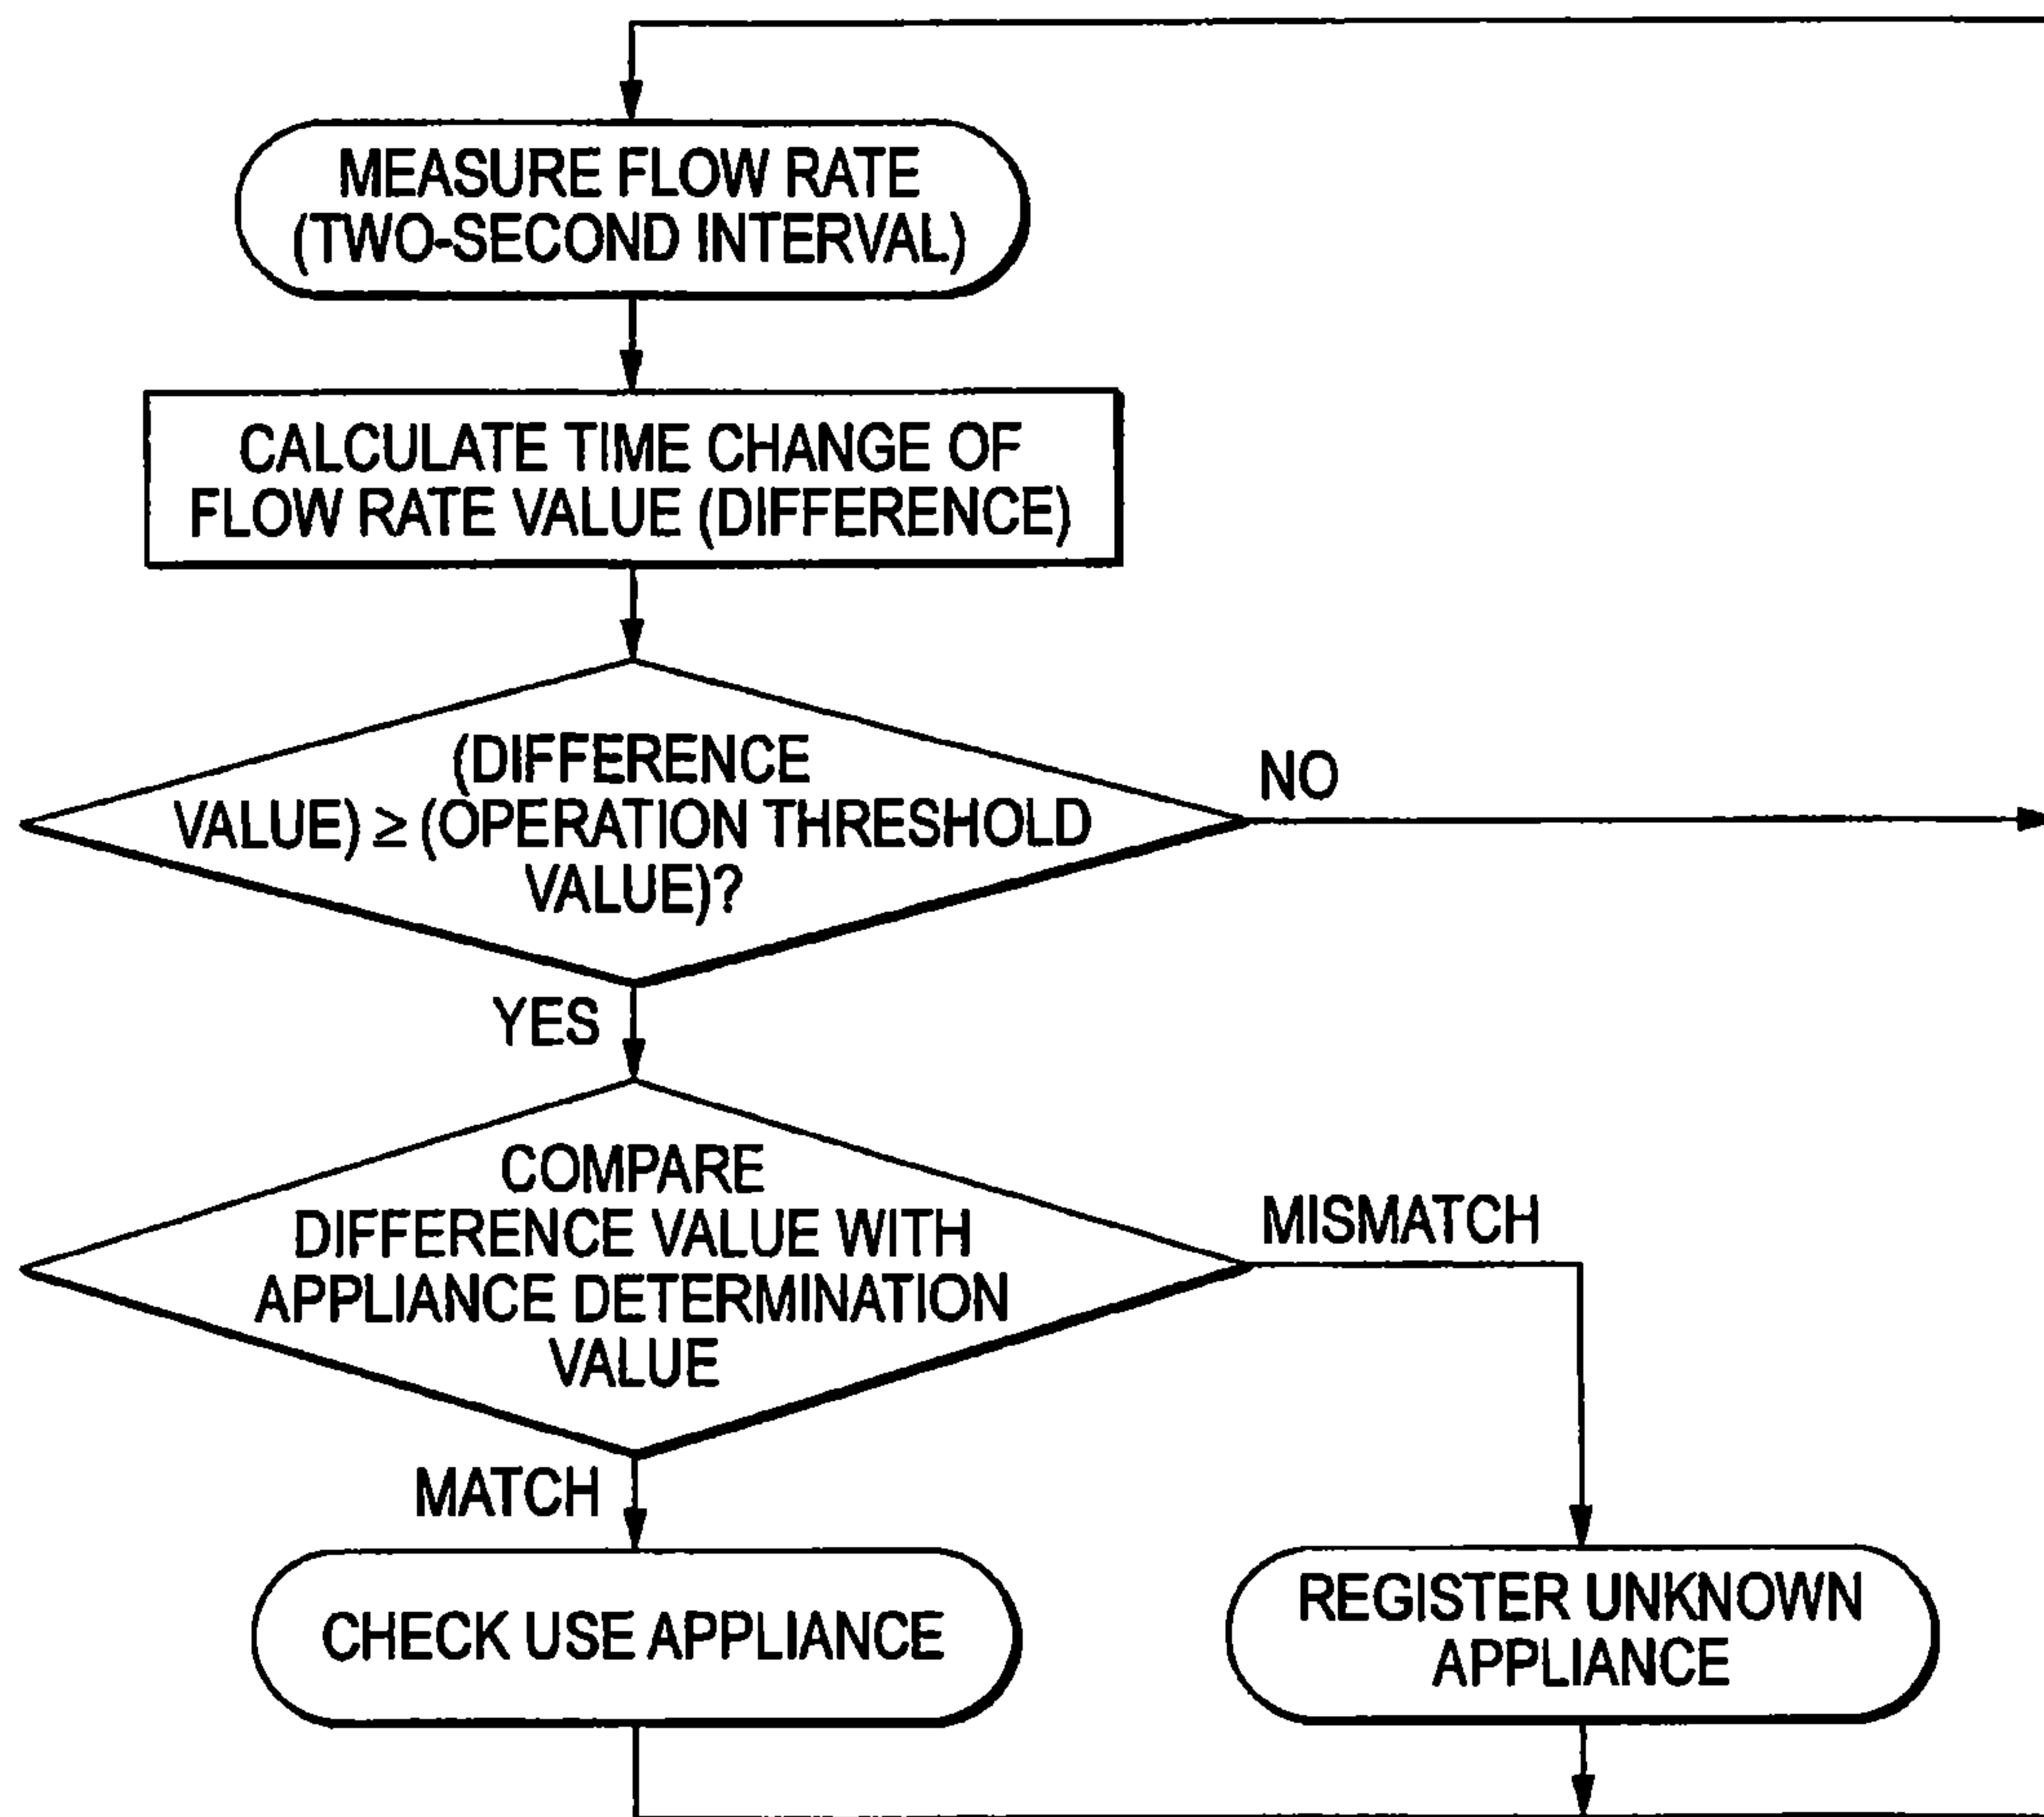 MEASURE FLOW RATE
(TWO-SECOND INTERVAL)
CALCULATE TIME CHANGE OF
FLOW RATE VALUE (DIFFERENCE)
(DIFFERENCE
VALUE) ≥ (OPERATION THRESHOLD
VALUE)?
NO
YES
COMPARE
DIFFERENCE VALUE WITH
APPLIANCE DETERMINATION
VALUE
MISMATCH
MATCH
CHECK USE APPLIANCE
REGISTER UNKNOWN
APPLIANCE